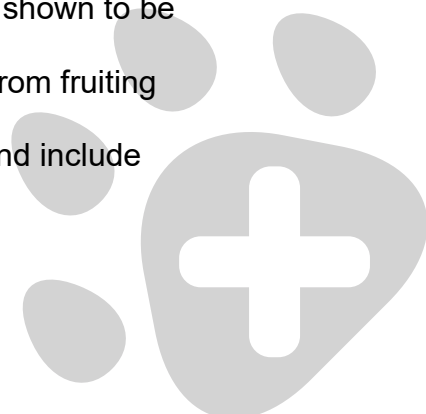 shown to be
rom fruiting
nd include